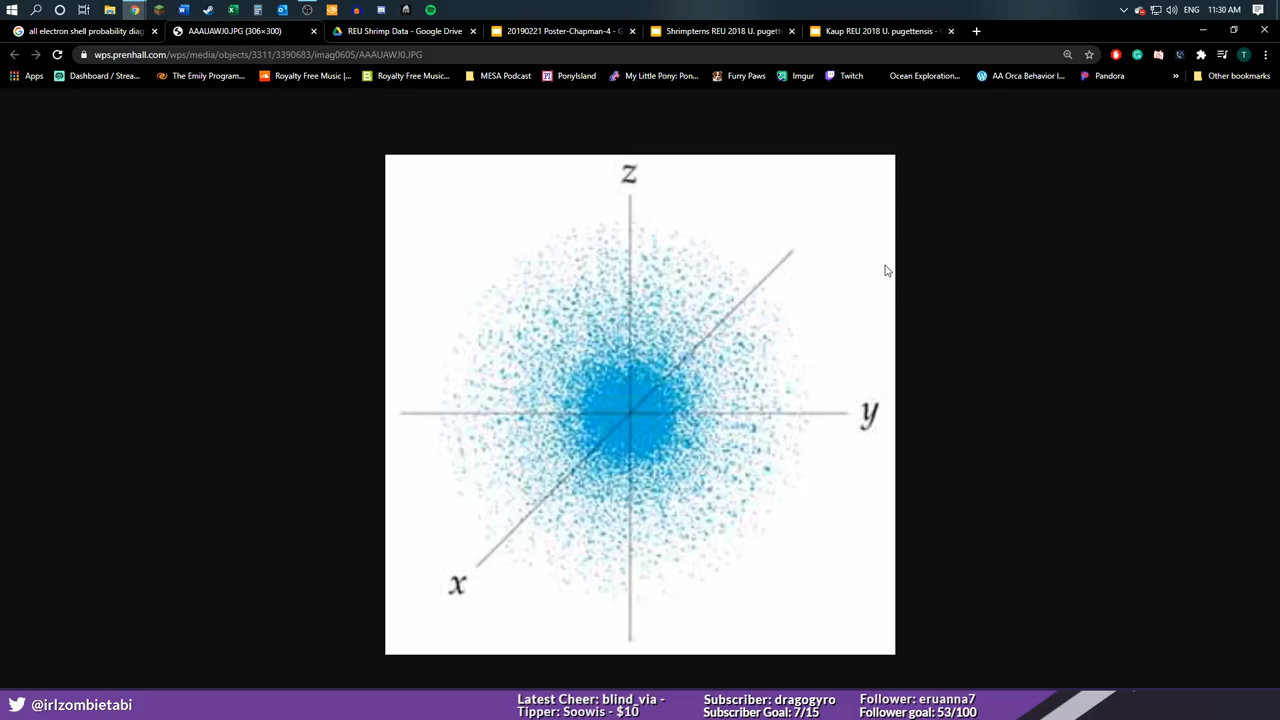 all electron shell probability diag
AAAUAWJ0.JPG (306×300)
REU Shrimp Data - Google Drive
20190221 Poster-Chapman-4 - G
Shrimpterns REU 2018 U. pugett
Kaup REU 2018 U. pugettensis -
ENG
11:30 AM
wps.prenhall.com/wps/media/objects/3311/3390683/imag0605/AAAUAWJ0.JPG
Apps
Dashboard / Strea...
The Emily Program...
Royalty Free Music |...
Royalty Free Music...
MESA Podcast
PonyIsland
My Little Pony: Pon...
Furry Paws
Imgur
Twitch
Ocean Exploration...
AA Orca Behavior I...
Pandora
»
Other bookmarks
z
y
x
@irlzombietabi
Latest Cheer: blind_via -
Tipper: Soowis - $10
Subscriber: dragogyro
Subscriber Goal: 7/15
Follower: eruanna7
Follower goal: 53/100